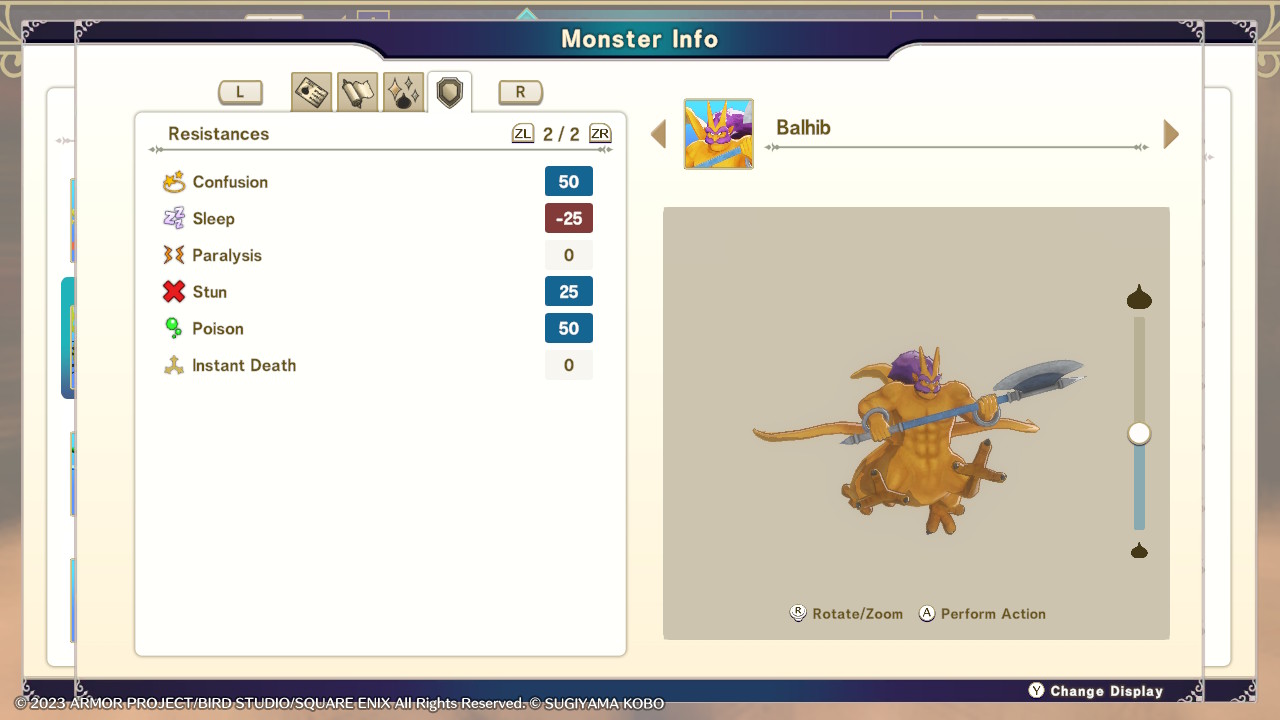 Monster Info
L
R
Resistances
ZL 2 / 2 ZR
Confusion 50
Sleep -25
Paralysis 0
Stun 25
Poison 50
Instant Death 0
Balhib
R Rotate/Zoom A Perform Action
Y Change Display
© 2023 ARMOR PROJECT/BIRD STUDIO/SQUARE ENIX All Rights Reserved. © SUGIYAMA KOBO